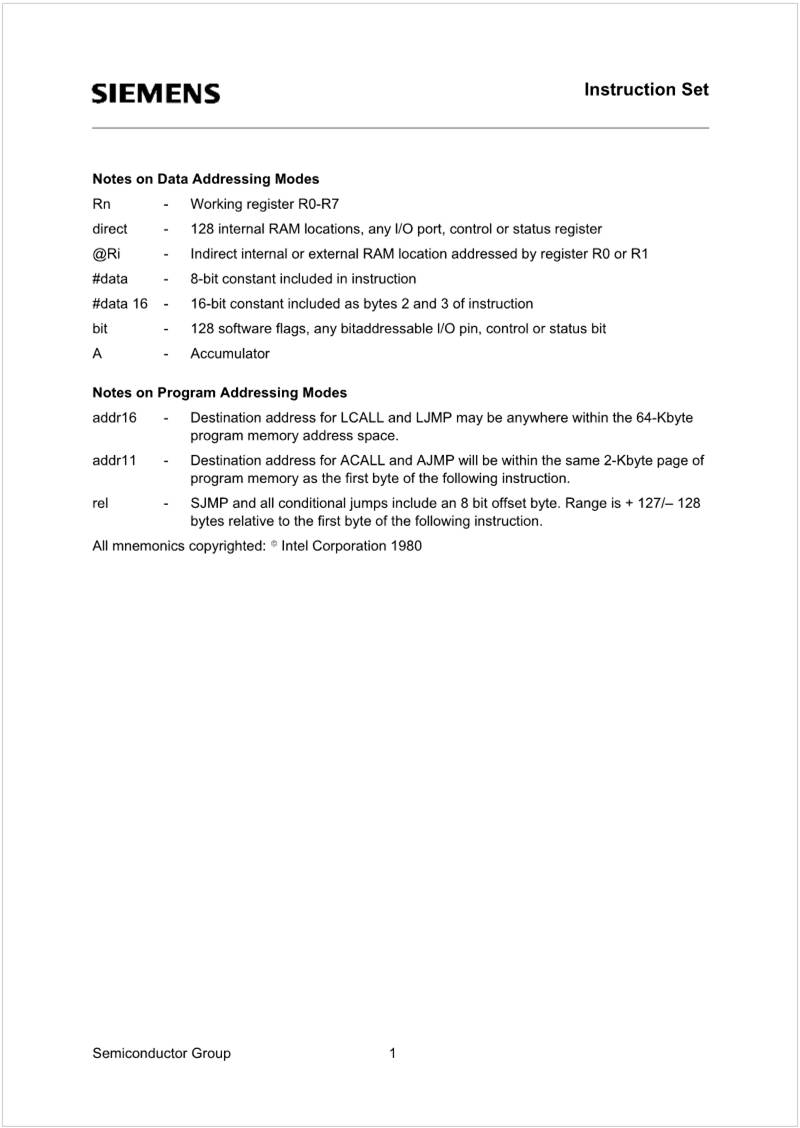 SIEMENS
Instruction Set
Notes on Data Addressing Modes
Rn - Working register R0-R7
direct - 128 internal RAM locations, any I/O port, control or status register
@Ri - Indirect internal or external RAM location addressed by register R0 or R1
#data - 8-bit constant included in instruction
#data 16 - 16-bit constant included as bytes 2 and 3 of instruction
bit - 128 software flags, any bitaddressable I/O pin, control or status bit
A - Accumulator
Notes on Program Addressing Modes
addr16 - Destination address for LCALL and LJMP may be anywhere within the 64-Kbyte
program memory address space.
addr11 - Destination address for ACALL and AJMP will be within the same 2-Kbyte page of
program memory as the first byte of the following instruction.
rel - SJMP and all conditional jumps include an 8 bit offset byte. Range is + 127/– 128
bytes relative to the first byte of the following instruction.
All mnemonics copyrighted: © Intel Corporation 1980
Semiconductor Group 1